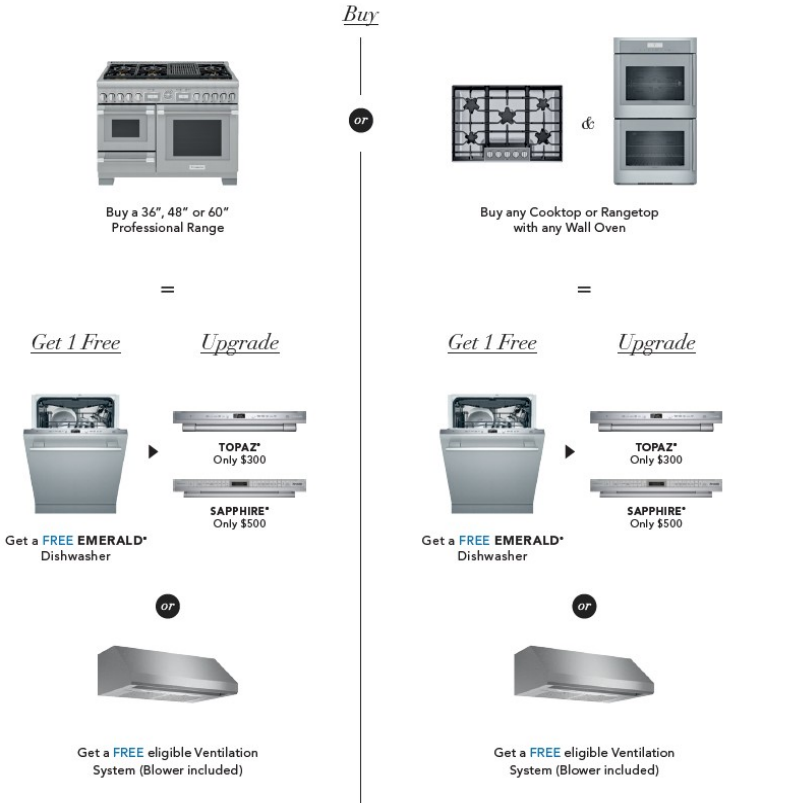 Buy
or
&
Buy a 36”, 48” or 60”
Professional Range
=
Get 1 Free
Upgrade
TOPAZ®
Only $300
SAPPHIRE®
Only $500
Get a FREE EMERALD®
Dishwasher
or
Get a FREE eligible Ventilation
System (Blower included)
Buy any Cooktop or Rangetop
with any Wall Oven
=
Get 1 Free
Upgrade
TOPAZ®
Only $300
SAPPHIRE®
Only $500
Get a FREE EMERALD®
Dishwasher
or
Get a FREE eligible Ventilation
System (Blower included)